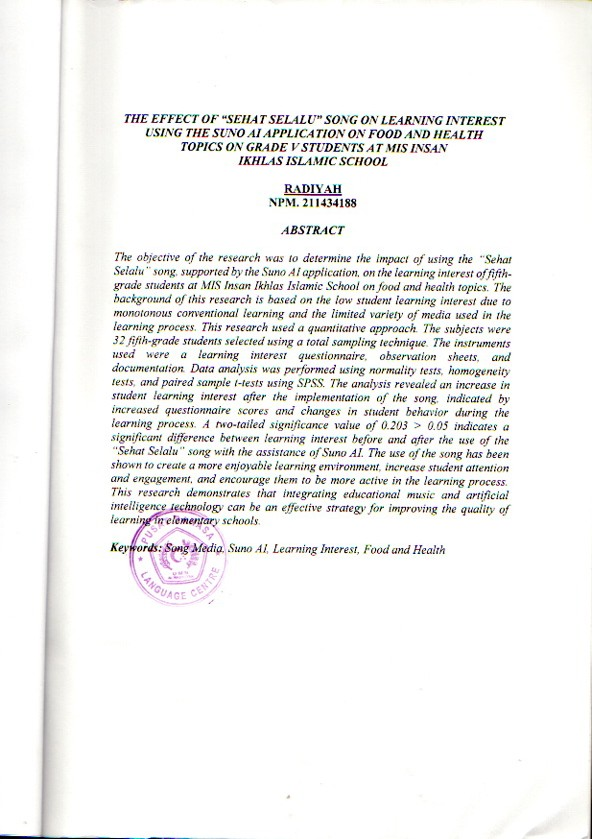 THE EFFECT OF "SEHAT SELALU" SONG ON LEARNING INTEREST
USING THE SUNO AI APPLICATION ON FOOD AND HEALTH
TOPICS ON GRADE V STUDENTS AT MIS INSAN
IKHLAS ISLAMIC SCHOOL
RADIYAH
NPM. 211434188
ABSTRACT
The objective of the research was to determine the impact of using the "Sehat
Selalu" song, supported by the Suno AI application, on the learning interest of fifth-
grade students at MIS Insan Ikhlas Islamic School on food and health topics. The
background of this research is based on the low student learning interest due to
monotonous conventional learning and the limited variety of media used in the
learning process. This research used a quantitative approach. The subjects were
32 fifth-grade students selected using a total sampling technique. The instruments
used were a learning interest questionnaire, observation sheets, and
documentation. Data analysis was performed using normality tests, homogeneity
tests, and paired sample t-tests using SPSS. The analysis revealed an increase in
student learning interest after the implementation of the song, indicated by
increased questionnaire scores and changes in student behavior during the
learning process. A two-tailed significance value of 0.203 > 0.05 indicates a
significant difference between learning interest before and after the use of the
"Sehat Selalu" song with the assistance of Suno AI. The use of the song has been
shown to create a more enjoyable learning environment, increase student attention
and engagement, and encourage them to be more active in the learning process.
This research demonstrates that integrating educational music and artificial
intelligence technology can be an effective strategy for improving the quality of
learning in elementary schools.
Keywords: Song Media, Suno AI, Learning Interest, Food and Health
LANGUAGE CENTRE